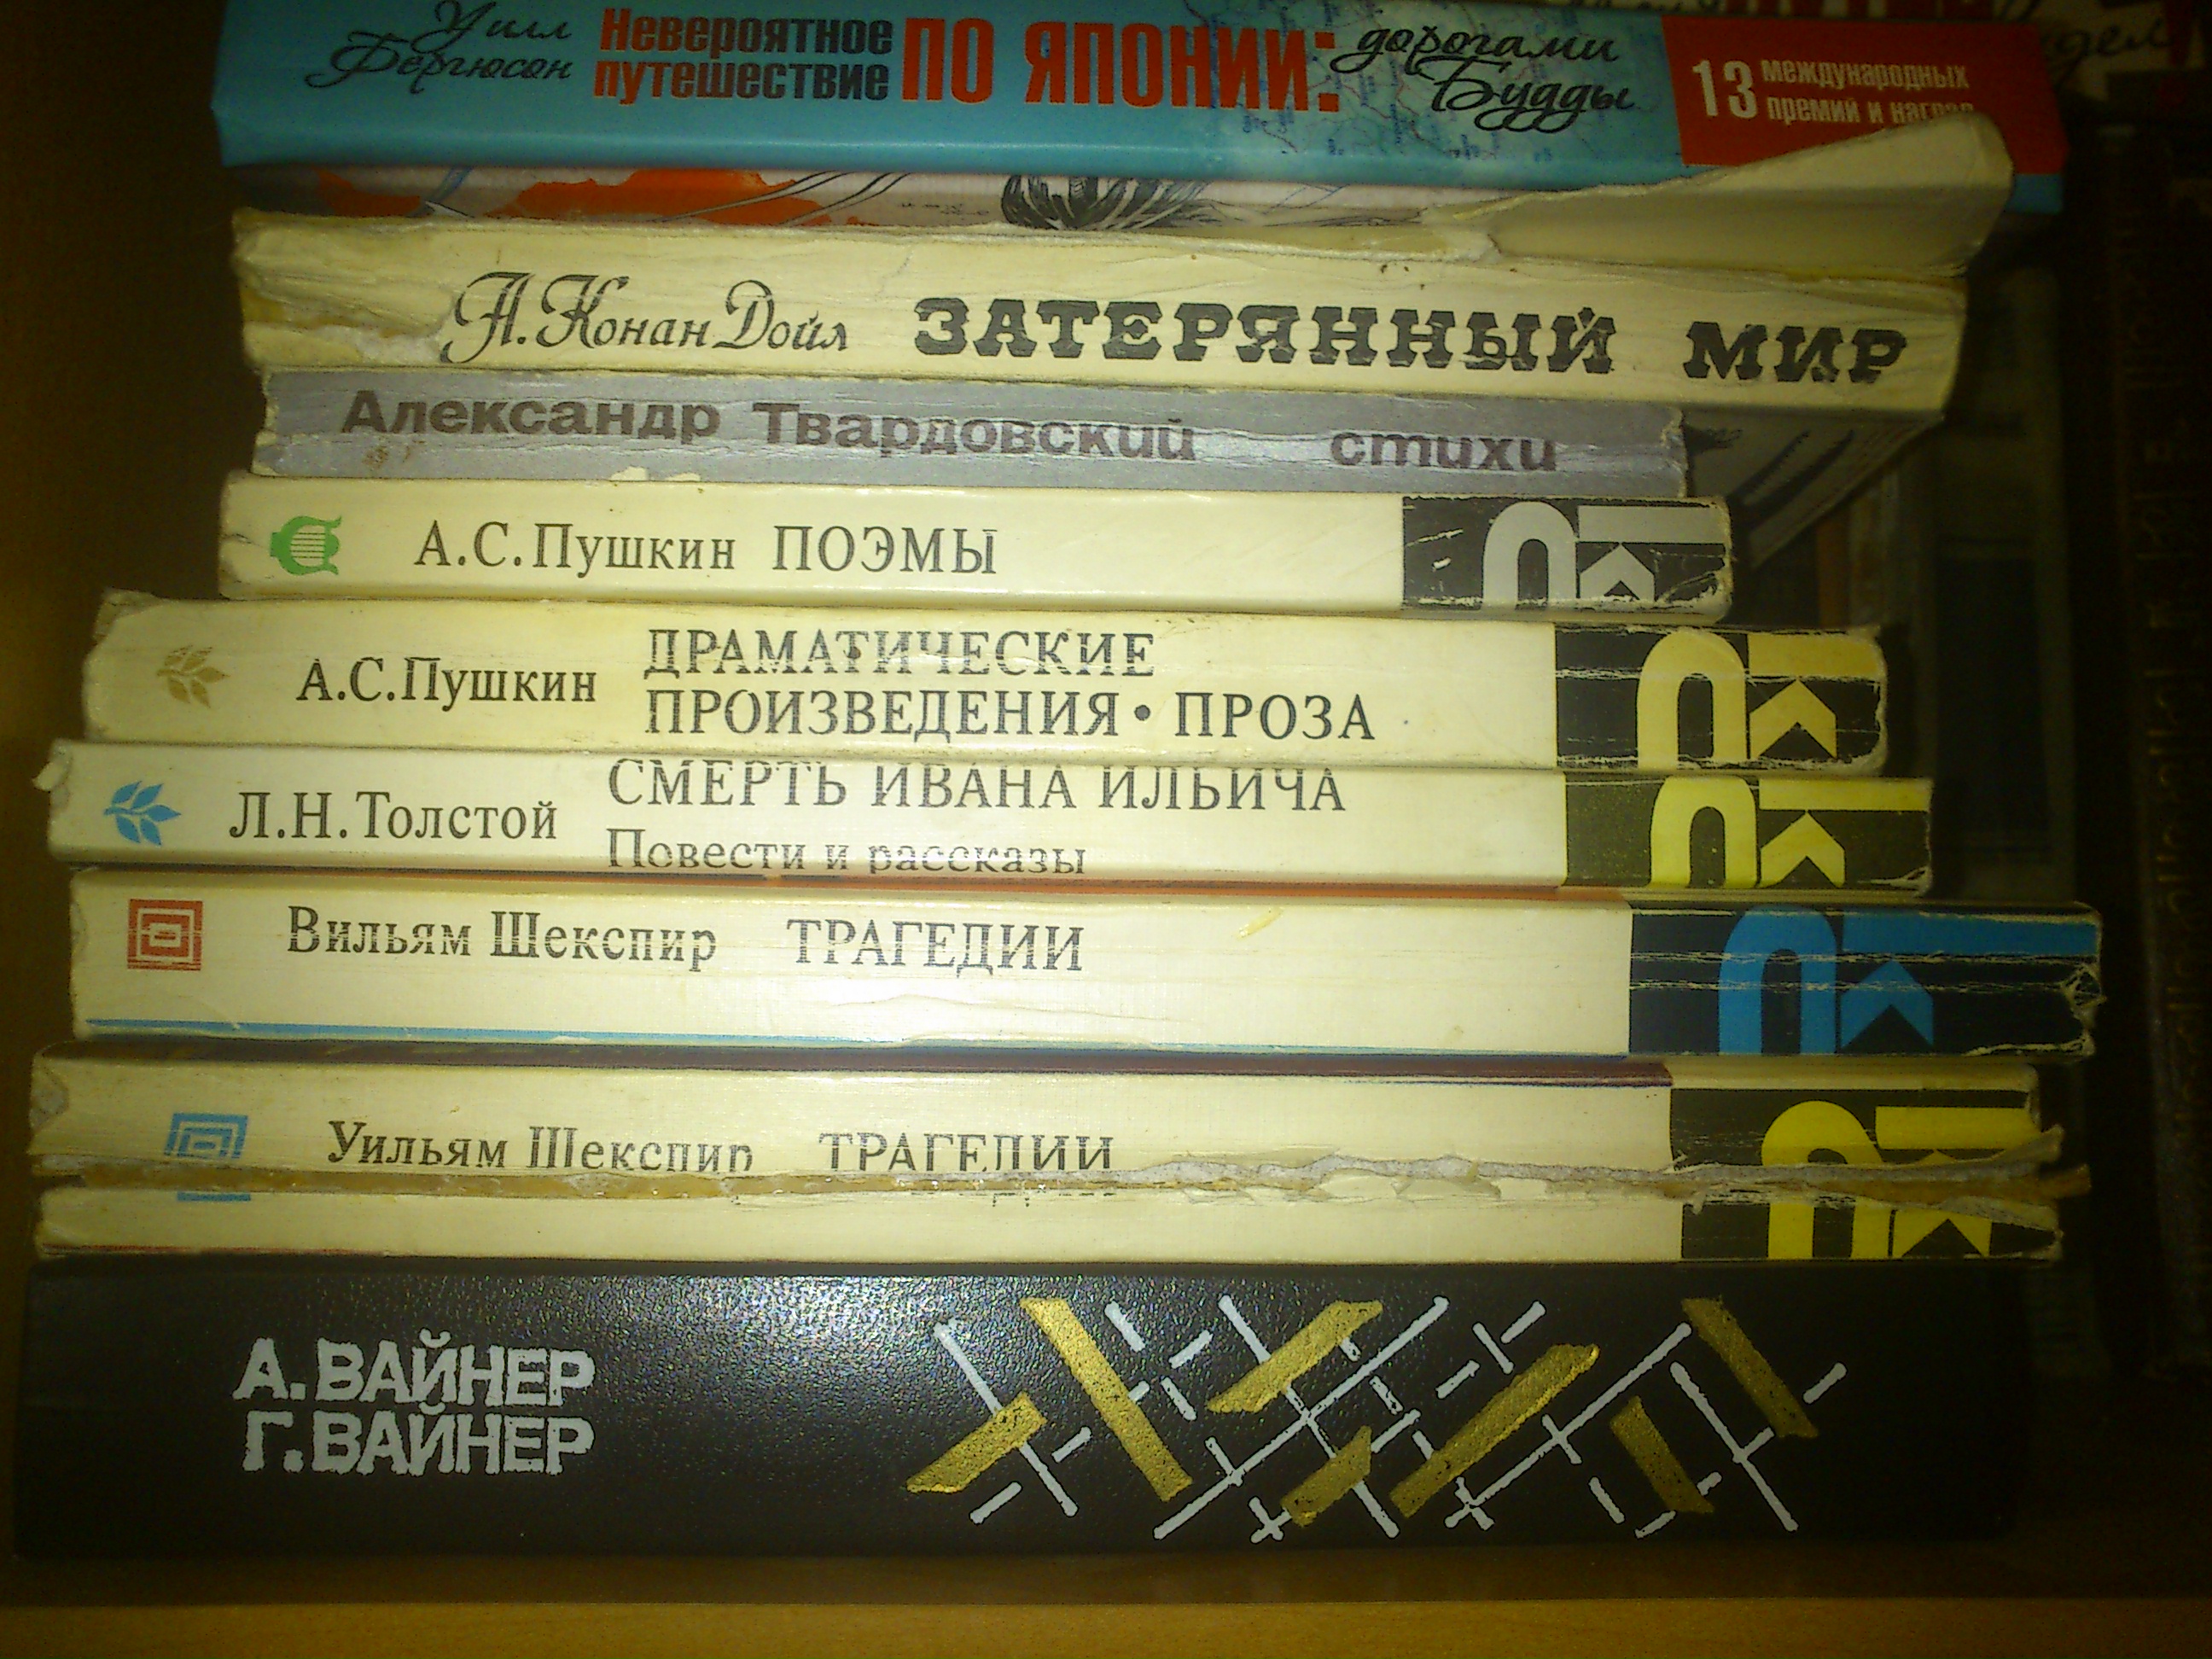 Уилл
Фергюсон
Невероятное
путешествие
ПО ЯПОНИИ:
дорогами
Будды
13
международных
премий и наград
А. Конан Дойл ЗАТЕРЯННЫЙ МИР
Александр Твардовский стихи
А.С.Пушкин ПОЭМЫ
А.С.Пушкин
ДРАМАТИЧЕСКИЕ
ПРОИЗВЕДЕНИЯ • ПРОЗА
Л.Н.Толстой
СМЕРТЬ ИВАНА ИЛЬИЧА
Повести и рассказы
Вильям Шекспир ТРАГЕДИИ
Уильям Шекспир ТРАГЕДИИ
А.ВАЙНЕР
Г.ВАЙНЕР